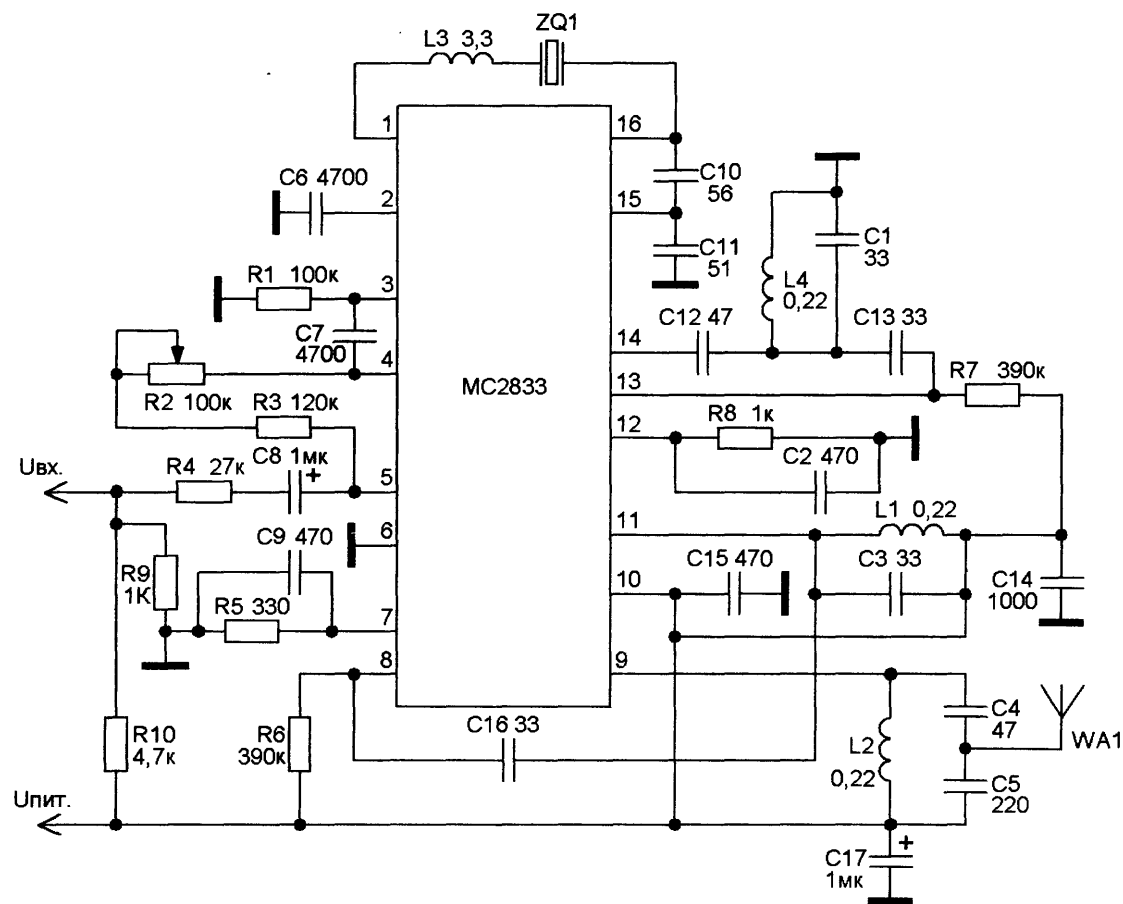 ZQ1
L3 3,3
1
16
C6 4700
C10
56
2
15
C11
51
C1
33
L4
0,22
R1 100к
3
C7
4700
C12 47
C13 33
14
4
MC2833
13
R7 390к
R2 100к
R3 120к
12
R8 1к
C8 1мк
+
Uвх.
R4 27к
5
C2 470
L1 0,22
11
6
C9 470
C15 470
C3 33
R9
1К
10
C14
1000
R5 330
7
8
9
C4
47
WA1
R10
4,7к
R6
390к
C16 33
L2
0,22
C5
220
Uпит.
+
C17
1мк